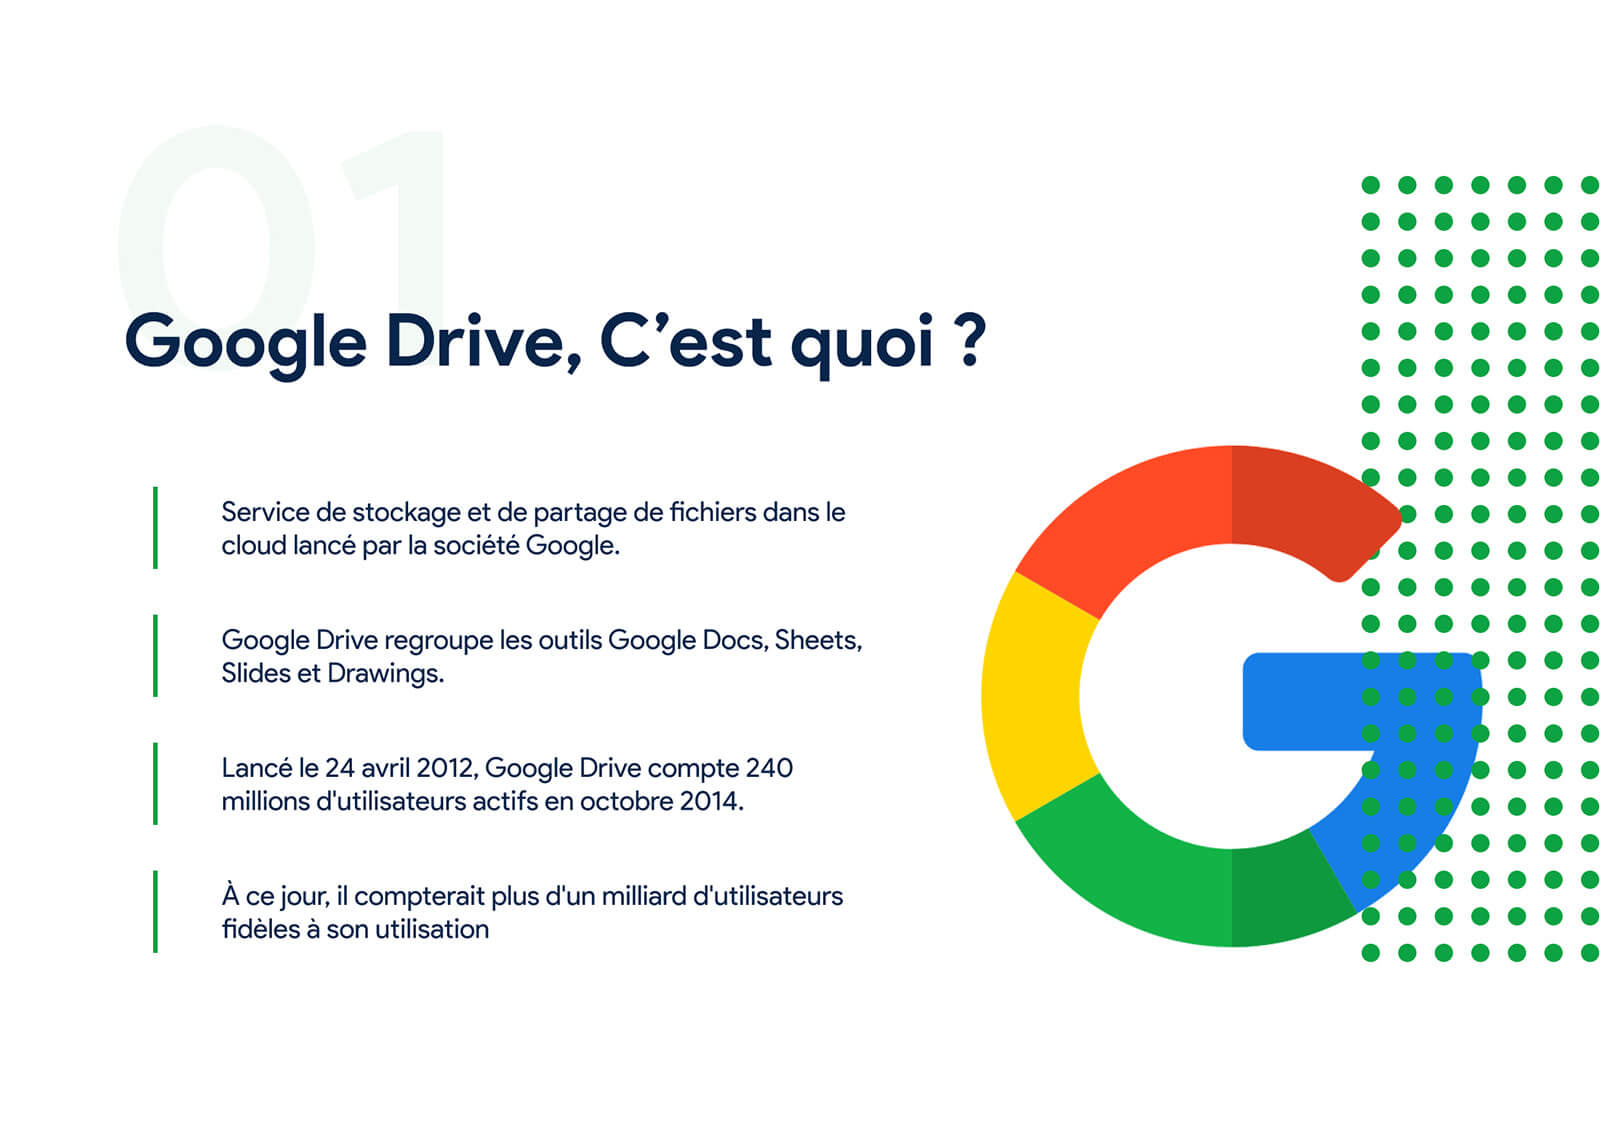 01
Google Drive, C’est quoi ?
Service de stockage et de partage de fichiers dans le
cloud lancé par la société Google.
Google Drive regroupe les outils Google Docs, Sheets,
Slides et Drawings.
Lancé le 24 avril 2012, Google Drive compte 240
millions d'utilisateurs actifs en octobre 2014.
À ce jour, il compterait plus d'un milliard d'utilisateurs
fidèles à son utilisation